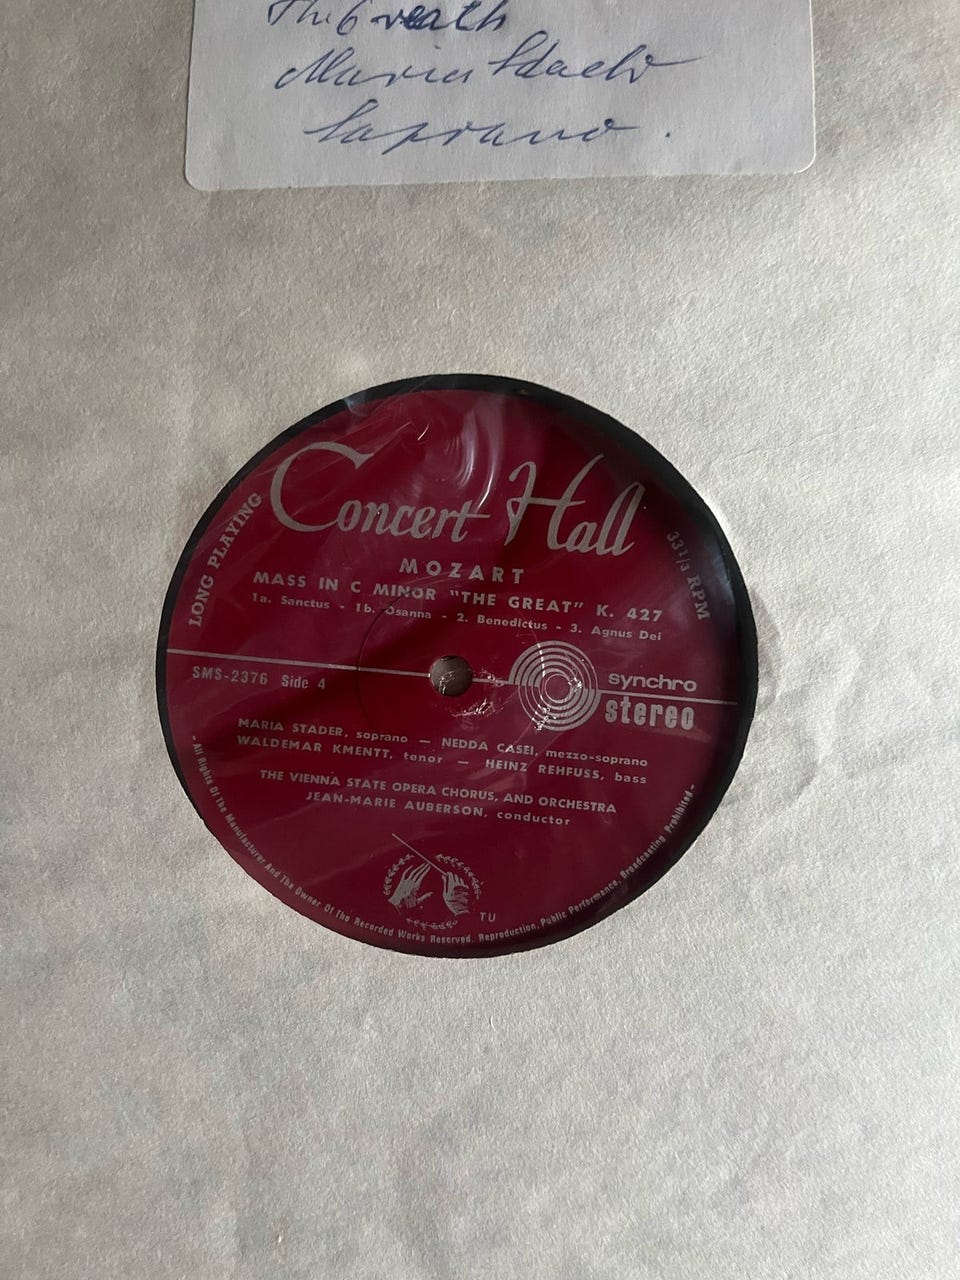 The Greath
Maria Stader
Soprano.
Concert Hall
LONG PLAYING
33 1/3 RPM
MOZART
MASS IN C MINOR "THE GREAT" K. 427
1a. Sanctus - 1b. Osanna - 2. Benedictus - 3. Agnus Dei
SMS-2376 Side 4
synchro
stereo
MARIA STADER, soprano — NEDDA CASEI, mezzo-soprano
WALDEMAR KMENTT, tenor — HEINZ REHFUSS, bass
THE VIENNA STATE OPERA CHORUS, AND ORCHESTRA
JEAN-MARIE AUBERSON, conductor
TU
- All Rights Of The Manufacturer And The Owner Of The Recorded Works Reserved. Reproduction, Public Performance, Broadcasting Prohibited -